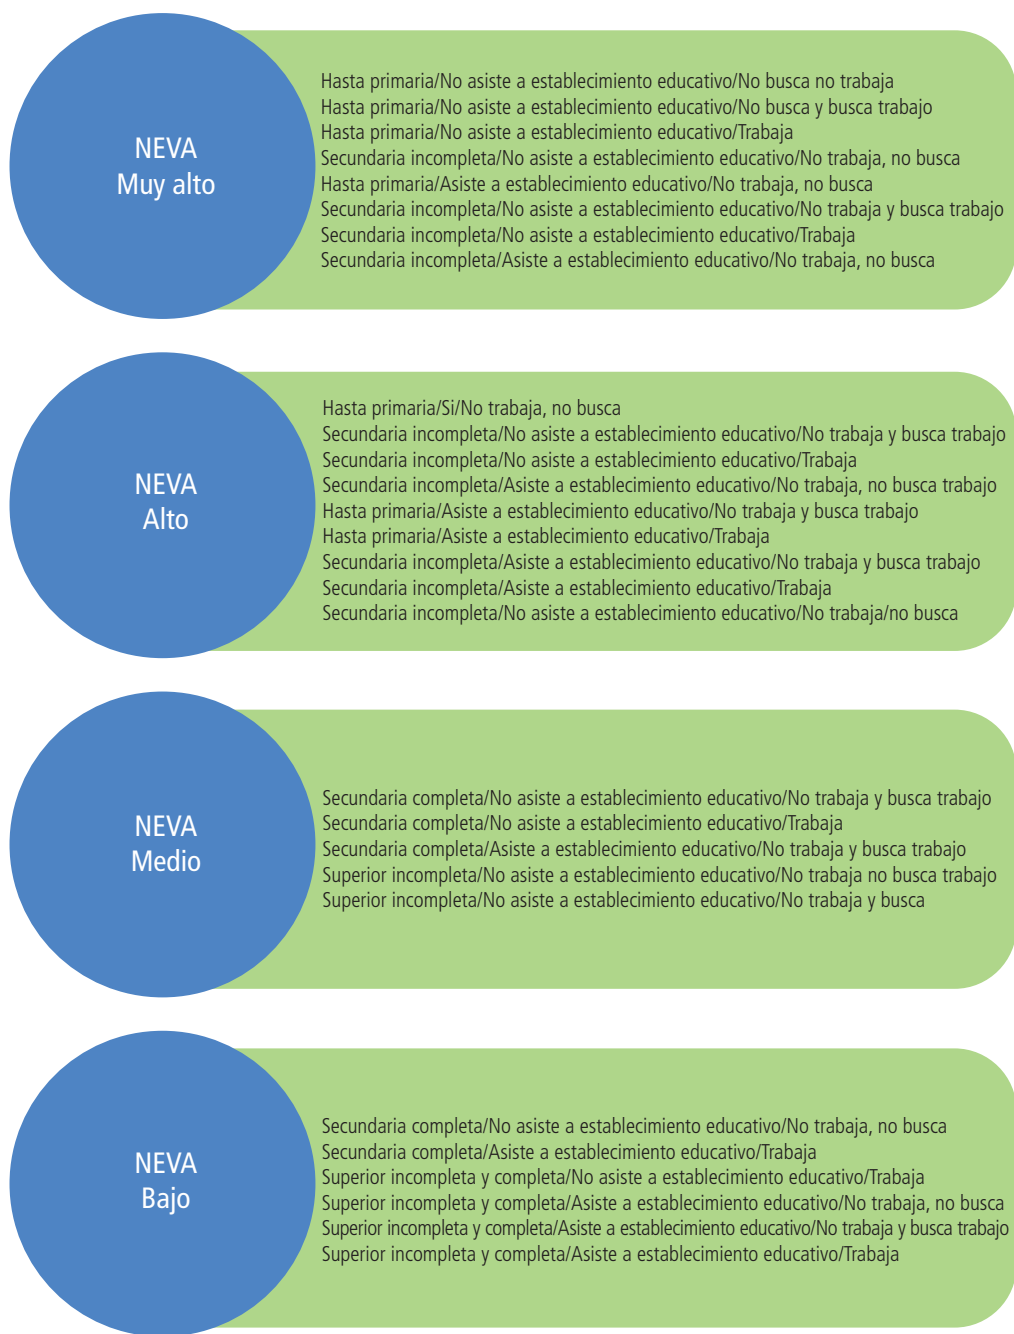 NEVA
Muy alto
Hasta primaria/No asiste a establecimiento educativo/No busca no trabaja
Hasta primaria/No asiste a establecimiento educativo/No busca y busca trabajo
Hasta primaria/No asiste a establecimiento educativo/Trabaja
Secundaria incompleta/No asiste a establecimiento educativo/No trabaja, no busca
Hasta primaria/Asiste a establecimiento educativo/No trabaja, no busca
Secundaria incompleta/No asiste a establecimiento educativo/No trabaja y busca trabajo
Secundaria incompleta/No asiste a establecimiento educativo/Trabaja
Secundaria incompleta/Asiste a establecimiento educativo/No trabaja, no busca
NEVA
Alto
Hasta primaria/Si/No trabaja, no busca
Secundaria incompleta/No asiste a establecimiento educativo/No trabaja y busca trabajo
Secundaria incompleta/No asiste a establecimiento educativo/Trabaja
Secundaria incompleta/Asiste a establecimiento educativo/No trabaja, no busca trabajo
Hasta primaria/Asiste a establecimiento educativo/No trabaja y busca trabajo
Hasta primaria/Asiste a establecimiento educativo/Trabaja
Secundaria incompleta/Asiste a establecimiento educativo/No trabaja y busca trabajo
Secundaria incompleta/Asiste a establecimiento educativo/Trabaja
Secundaria incompleta/No asiste a establecimiento educativo/No trabaja/no busca
NEVA
Medio
Secundaria completa/No asiste a establecimiento educativo/No trabaja y busca trabajo
Secundaria completa/No asiste a establecimiento educativo/Trabaja
Secundaria completa/Asiste a establecimiento educativo/No trabaja y busca trabajo
Superior incompleta/No asiste a establecimiento educativo/No trabaja no busca trabajo
Superior incompleta/No asiste a establecimiento educativo/No trabaja y busca
NEVA
Bajo
Secundaria completa/No asiste a establecimiento educativo/No trabaja, no busca
Secundaria completa/Asiste a establecimiento educativo/Trabaja
Superior incompleta y completa/No asiste a establecimiento educativo/Trabaja
Superior incompleta y completa/Asiste a establecimiento educativo/No trabaja, no busca
Superior incompleta y completa/Asiste a establecimiento educativo/No trabaja y busca trabajo
Superior incompleta y completa/Asiste a establecimiento educativo/Trabaja